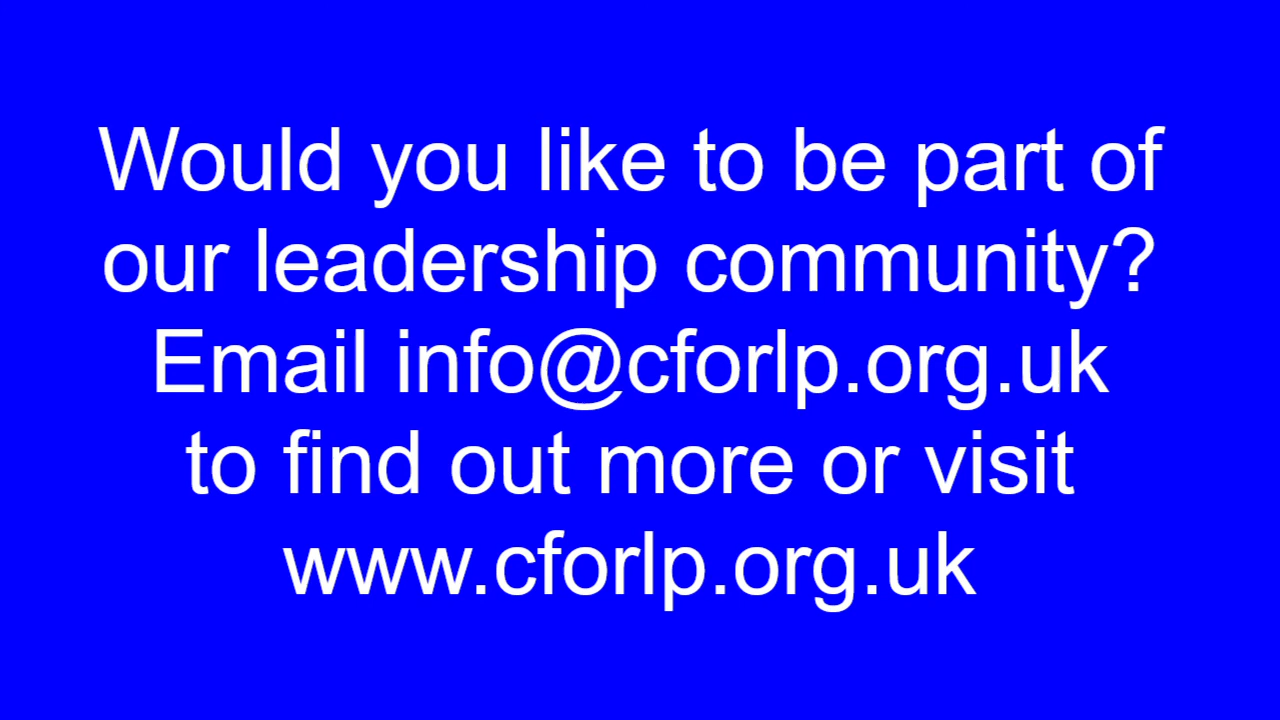 Would you like to be part of
our leadership community?
Email info@cforlp.org.uk
to find out more or visit
www.cforlp.org.uk